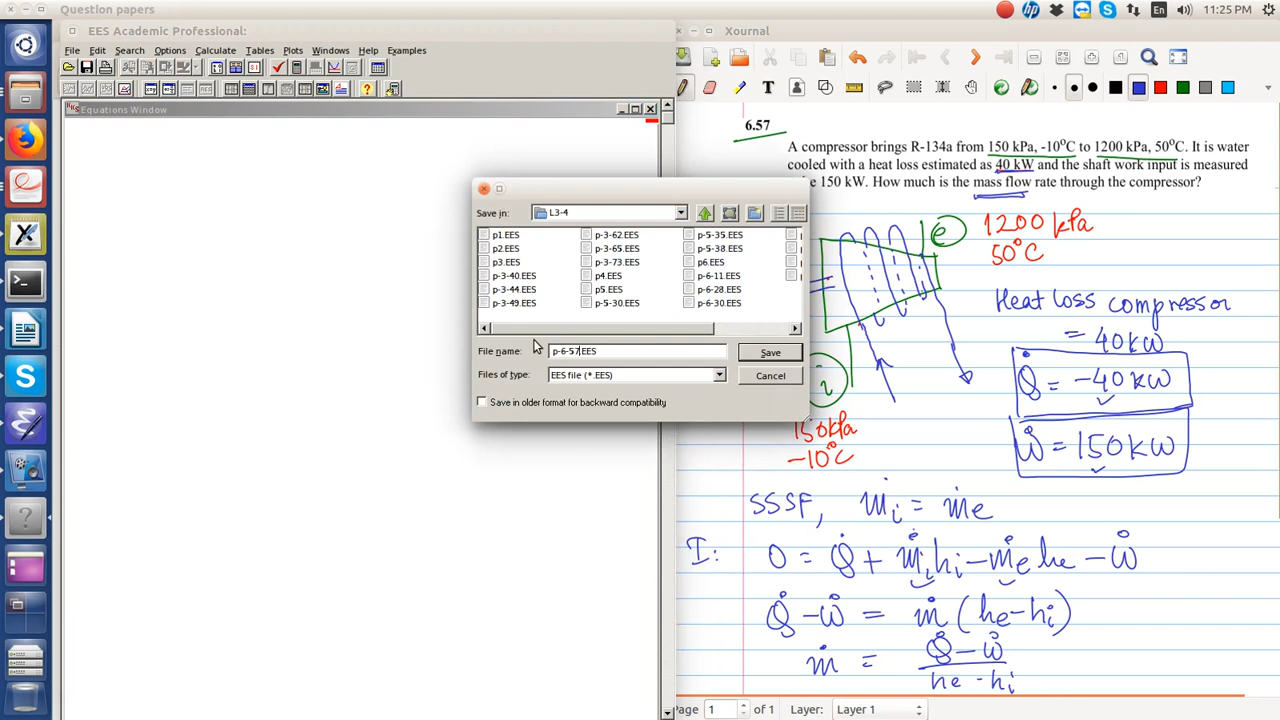 Question papers
En
11:25 PM
EES Academic Professional:
File Edit Search Options Calculate Tables Plots Windows Help Examples
Equations Window
Save in: L3-4
p1.EES p-3-62.EES p-5-35.EES
p2.EES p-3-65.EES p-5-38.EES
p3.EES p-3-73.EES p6.EES
p-3-40.EES p4.EES p-6-11.EES
p-3-44.EES p5.EES p-6-28.EES
p-3-49.EES p-5-30.EES p-6-30.EES
File name: p-6-57.EES Save
Files of type: EES file (*.EES) Cancel
Save in older format for backward compatibility
Xournal
6.57
A compressor brings R-134a from 150 kPa, -10°C to 1200 kPa, 50°C. It is water
cooled with a heat loss estimated as 40 kW and the shaft work input is measured
150 kW. How much is the mass flow rate through the compressor?
e
1200 kPa
50°C
Heat loss compressor
= 40 kW
Q̇ = -40 kW
Ẇ = 150 kW
i
150kPa
-10°C
SSSF, ṁi = ṁe
I: 0 = Q̇ + ṁihi - ṁehe - Ẇ
Q̇ - Ẇ = ṁ (he - hi)
ṁ = Q̇ - Ẇ
he - hi
Page 1 of 1 Layer: Layer 1